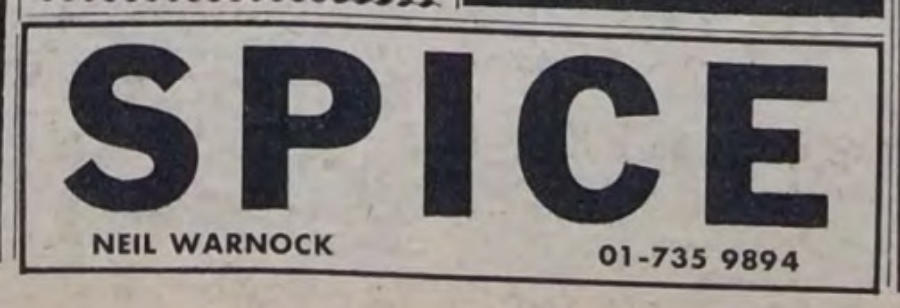 SPICE
NEIL WARNOCK 01-735 9894